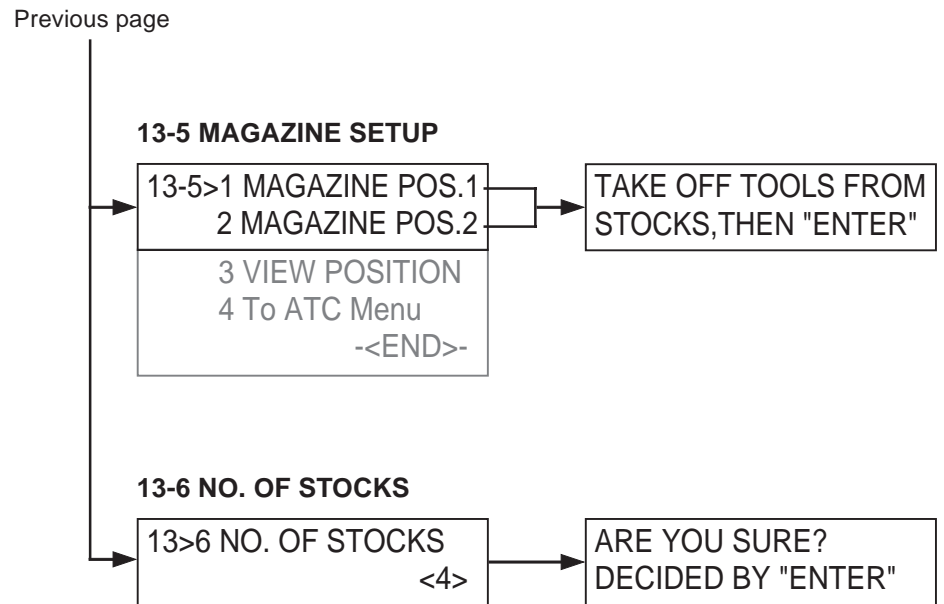 Previous page
13-5 MAGAZINE SETUP
13-5>1 MAGAZINE POS.1
2 MAGAZINE POS.2
3 VIEW POSITION
4 To ATC Menu
-<END>-
TAKE OFF TOOLS FROM
STOCKS,THEN "ENTER"
13-6 NO. OF STOCKS
13>6 NO. OF STOCKS
<4>
ARE YOU SURE?
DECIDED BY "ENTER"